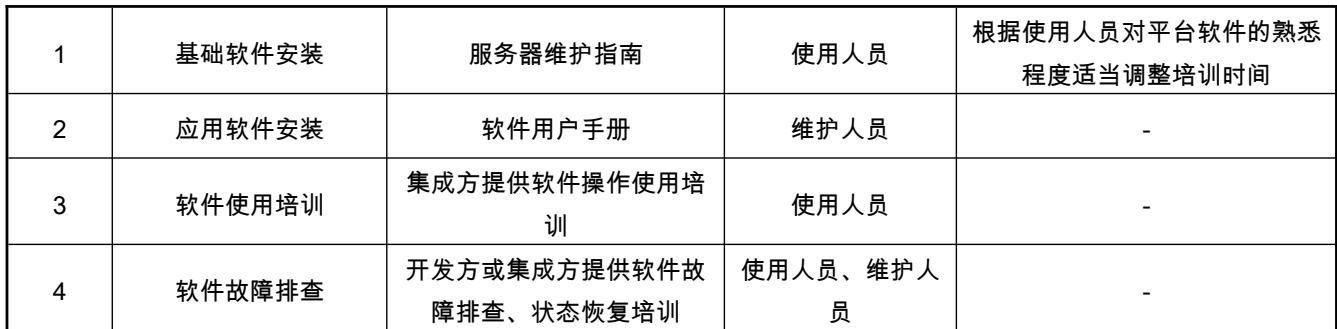 1 基础软件安装 服务器维护指南 使用人员 根据使用人员对平台软件的熟悉
程度适当调整培训时间
2 应用软件安装 软件用户手册 维护人员 -
3 软件使用培训 集成方提供软件操作使用培
训 使用人员 -
4 软件故障排查 开发方或集成方提供软件故
障排查、状态恢复培训 使用人员、维护人
员 -